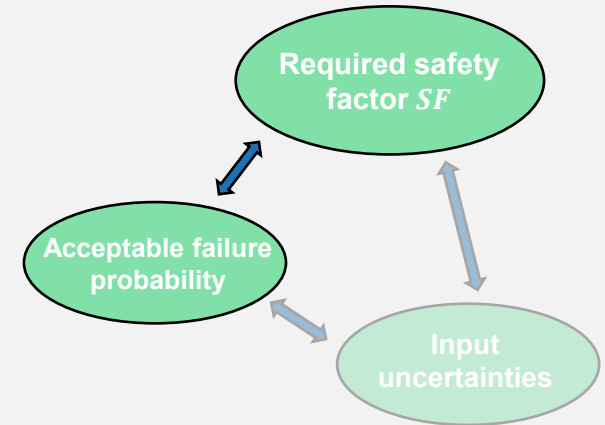 Required safety
factor SF
Acceptable failure
probability
Input
uncertainties